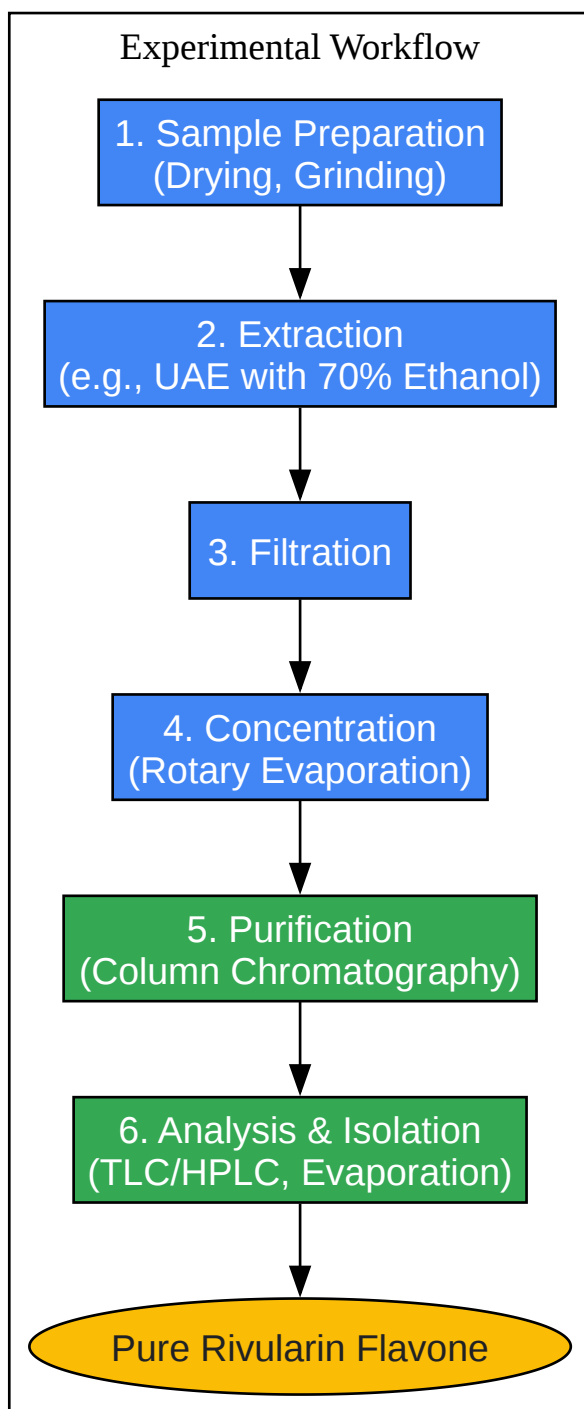 Experimental Workflow
1. Sample Preparation
(Drying, Grinding)
2. Extraction
(e.g., UAE with 70% Ethanol)
3. Filtration
4. Concentration
(Rotary Evaporation)
5. Purification
(Column Chromatography)
6. Analysis & Isolation
(TLC/HPLC, Evaporation)
Pure Rivularin Flavone